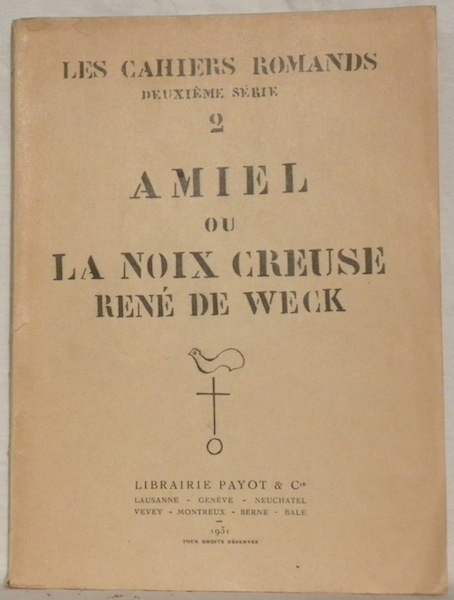 LES CAHIERS ROMANDS
DEUXIÈME SÉRIE
2
AMIEL
OU
LA NOIX CREUSE
RENÉ DE WECK
LIBRAIRIE PAYOT & Cie
LAUSANNE - GENÈVE - NEUCHATEL
VEVEY - MONTREUX - BERNE - BALE
1931
TOUS DROITS RÉSERVÉS